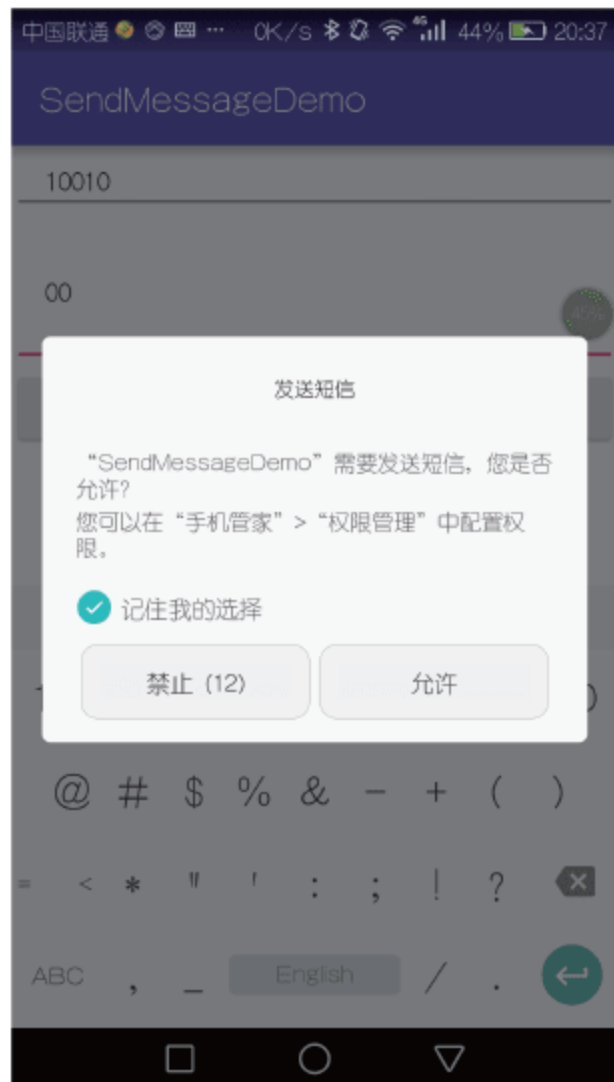 中国联通 ... 0K/s 4G 44% 20:37
SendMessageDemo
10010
00
45%
发送短信
“SendMessageDemo”需要发送短信，您是否
允许？
您可以在“手机管家”>“权限管理”中配置权
限。
记住我的选择
禁止 (12) 允许
@ # $ % & - + ( )
= < * " ' : ; ! ?
ABC , _ English / .